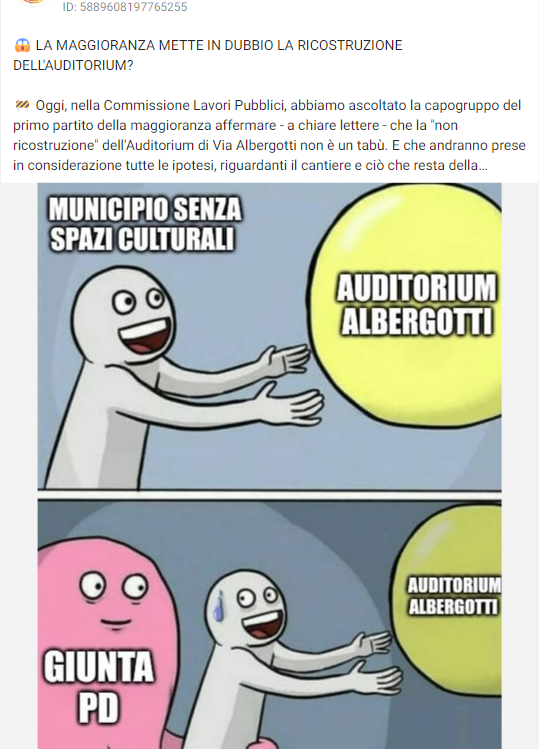 ID: 5889608197765255
😱 LA MAGGIORANZA METTE IN DUBBIO LA RICOSTRUZIONE
DELL'AUDITORIUM?
🚧 Oggi, nella Commissione Lavori Pubblici, abbiamo ascoltato la capogruppo del
primo partito della maggioranza affermare - a chiare lettere - che la "non
ricostruzione" dell'Auditorium di Via Albergotti non è un tabù. E che andranno prese
in considerazione tutte le ipotesi, riguardanti il cantiere e ciò che resta della...
MUNICIPIO SENZA
SPAZI CULTURALI
AUDITORIUM
ALBERGOTTI
AUDITORIUM
ALBERGOTTI
GIUNTA
PD